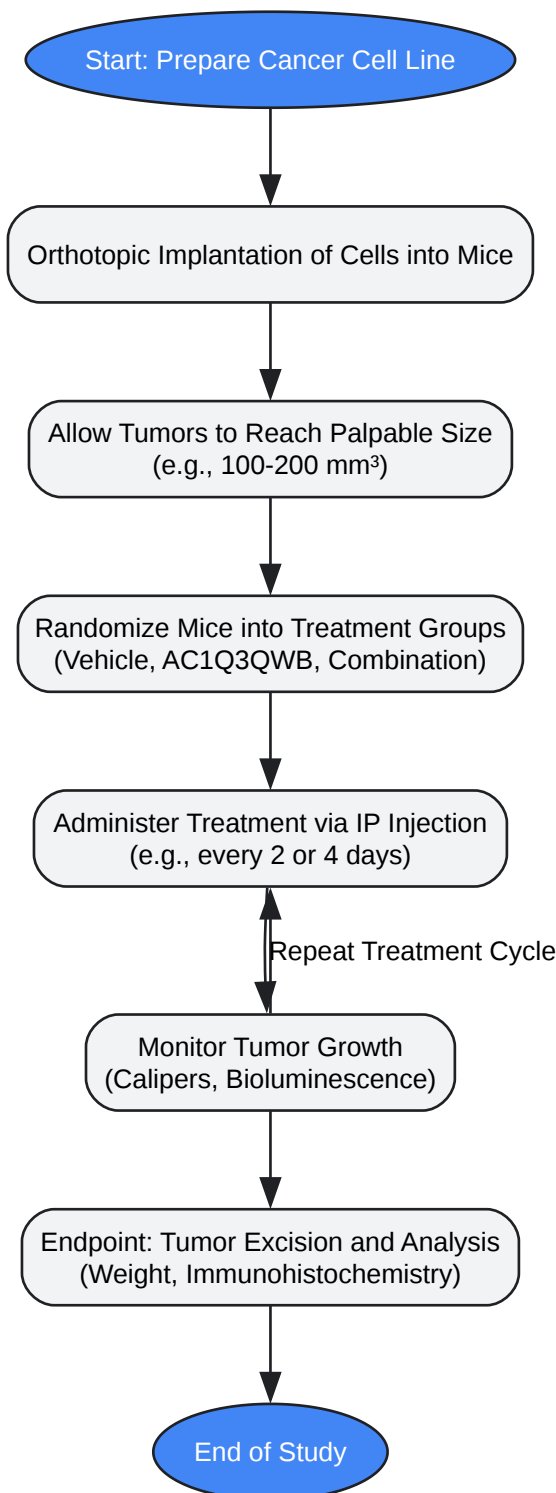 Start: Prepare Cancer Cell Line
Orthotopic Implantation of Cells into Mice
Allow Tumors to Reach Palpable Size
(e.g., 100-200 mm³)
Randomize Mice into Treatment Groups
(Vehicle, AC1Q3QWB, Combination)
Administer Treatment via IP Injection
(e.g., every 2 or 4 days)
Repeat Treatment Cycle
Monitor Tumor Growth
(Calipers, Bioluminescence)
Endpoint: Tumor Excision and Analysis
(Weight, Immunohistochemistry)
End of Study